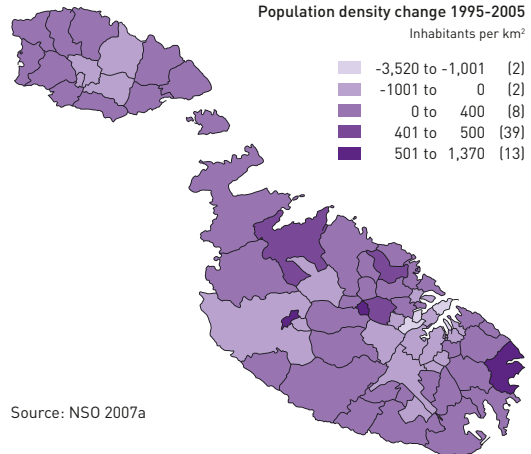 Population density change 1995-2005
Inhabitants per km²
-3,520 to -1,001 (2)
-1001 to 0 (2)
0 to 400 (8)
401 to 500 (39)
501 to 1,370 (13)
Source: NSO 2007a